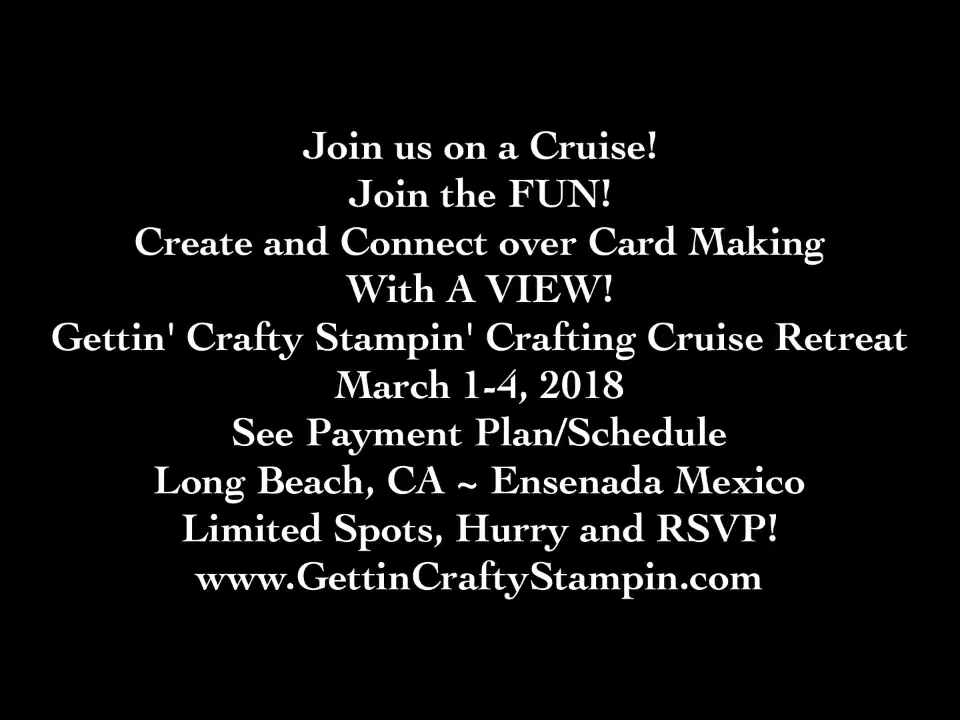 Join us on a Cruise!
Join the FUN!
Create and Connect over Card Making
With A VIEW!
Gettin' Crafty Stampin' Crafting Cruise Retreat
March 1-4, 2018
See Payment Plan/Schedule
Long Beach, CA ~ Ensenada Mexico
Limited Spots, Hurry and RSVP!
www.GettinCraftyStampin.com